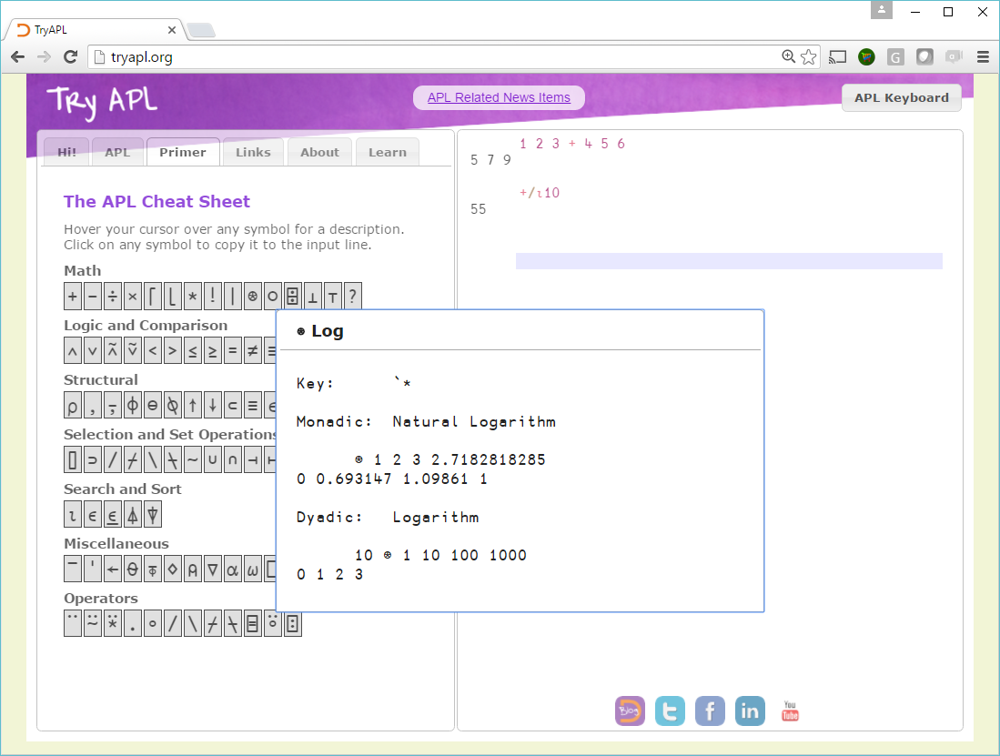 TryAPL
tryapl.org
Try APL
APL Related News Items
APL Keyboard
Hi! APL Primer Links About Learn
The APL Cheat Sheet
Hover your cursor over any symbol for a description.
Click on any symbol to copy it to the input line.
Math
+ − ÷ × ⌈ ⌊ * ! | ⍟ ○ ⌹ ⊥ ⊤ ?
Logic and Comparison
∧ ∨ ⍲ ⍱ < > ≤ ≥ = ≠ ≡
Structural
⍴ , ⍪ ⌽ ⊖ ⍉ ↑ ↓ ⊂ ≡ ∊
Selection and Set Operations
⌷ ⊃ / ⌿ \ ⍀ ~ ∪ ∩ ⊣ ⊢
Search and Sort
⍳ ∊ ⍷ ⍋ ⍒
Miscellaneous
¯ ' ← ⍬ ⍕ ⋄ ⍝ ∇ ⍺ ⍵ ⎕
Operators
¨ ⍨ ⍣ . ∘ / \ ⌿ ⍀ ⌸ ⍤ ⍠
1 2 3 + 4 5 6
5 7 9
+/⍳10
55
⍟ Log
Key: `*
Monadic: Natural Logarithm
⍟ 1 2 3 2.7182818285
0 0.693147 1.09861 1
Dyadic: Logarithm
10 ⍟ 1 10 100 1000
0 1 2 3
Blog
t
f
in
You
Tube